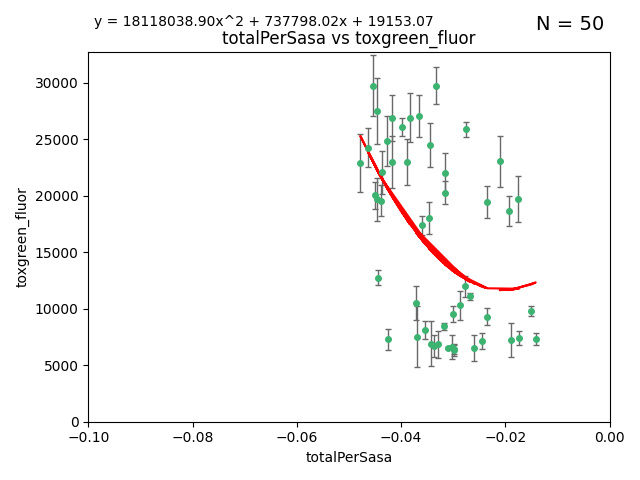 y = 18118038.90x^2 + 737798.02x + 19153.07
N = 50
totalPerSasa vs toxgreen_fluor
30000
25000
20000
15000
10000
5000
0
toxgreen_fluor
−0.10
−0.08
−0.06
−0.04
−0.02
0.00
totalPerSasa